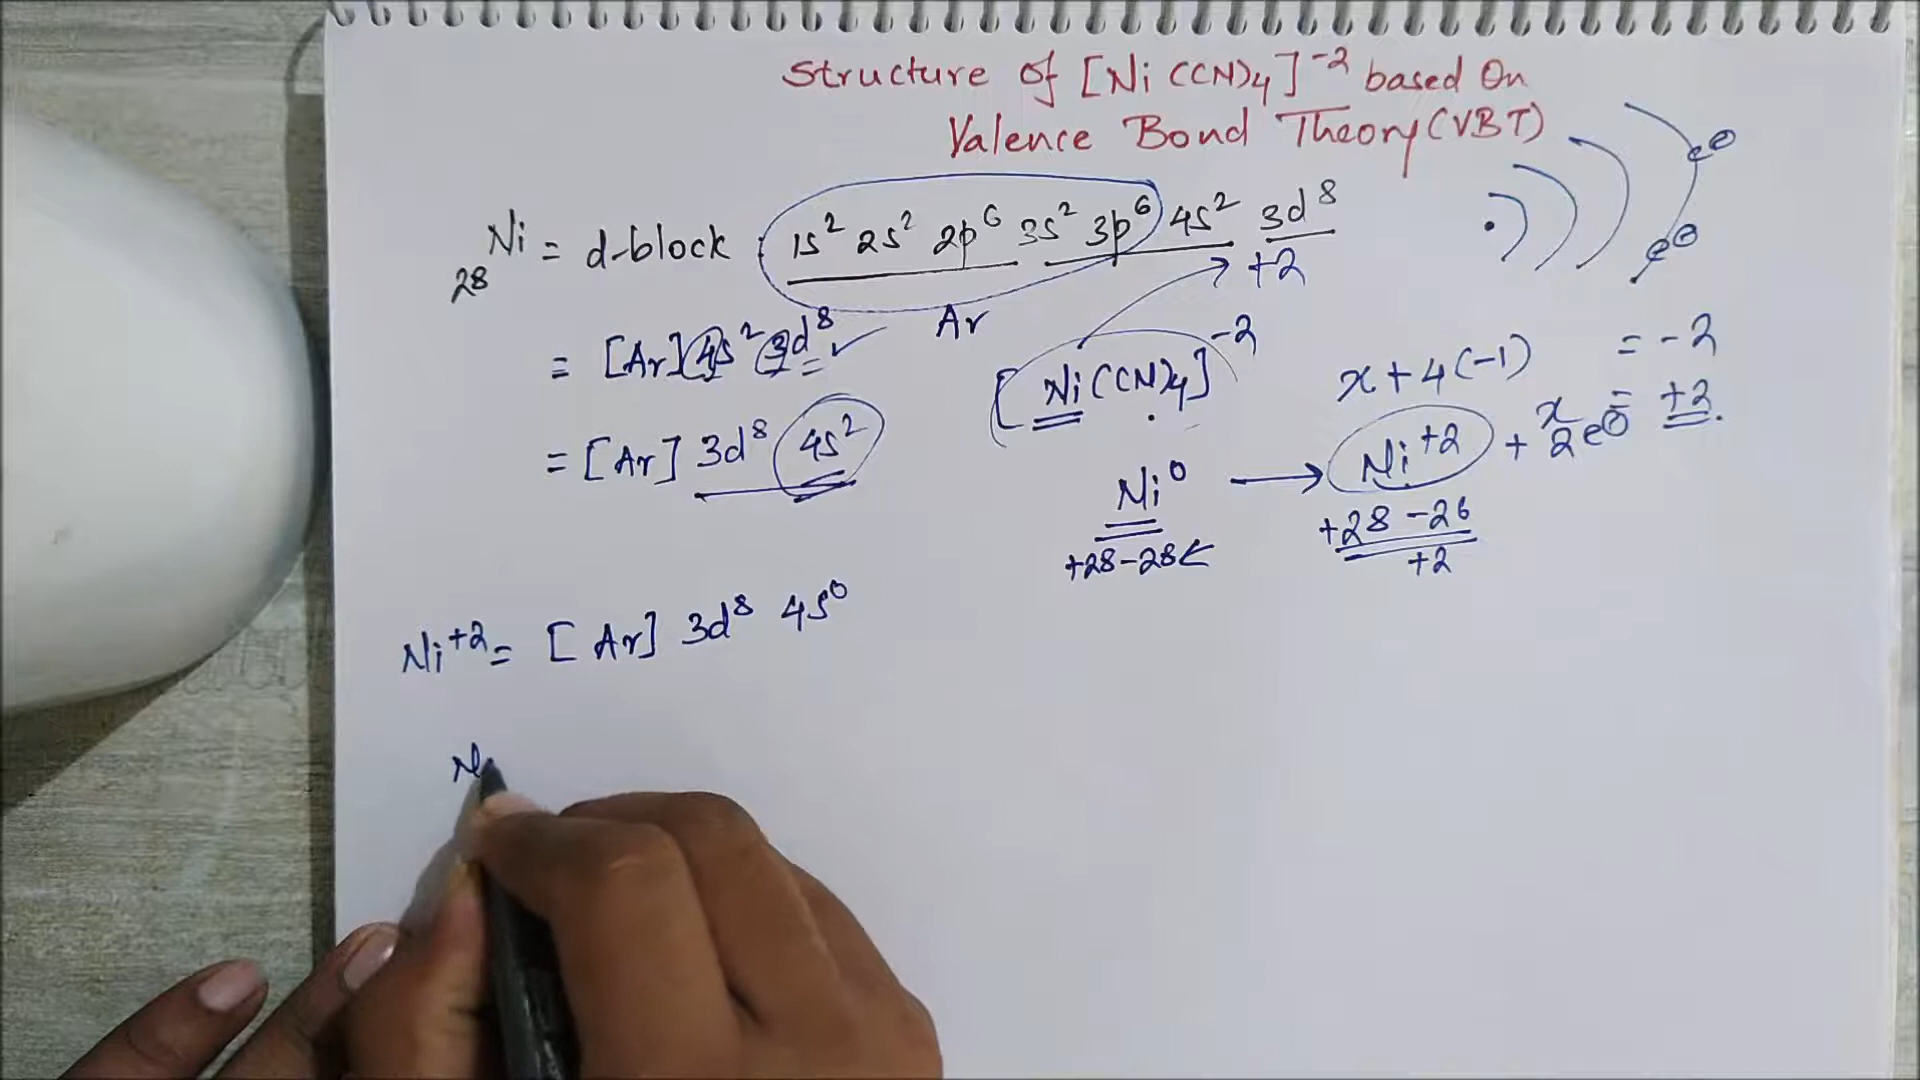 Structure Of [Ni(CN)4]⁻² based On
Valence Bond Theory (VBT)
₂₈Ni = d-block 1s² 2s² 2p⁶ 3s² 3p⁶ 4s² 3d⁸
+2
Ar
= [Ar] 4s² 3d⁸ ✓
[Ni(CN)4]⁻²
x + 4(-1) = -2
x = +2.
= [Ar] 3d⁸ 4s²
Ni⁰ → Ni⁺² + 2e⊖
+28-28 +28-26
+2
e⊖
e⊖
Ni⁺² = [Ar] 3d⁸ 4s⁰
N